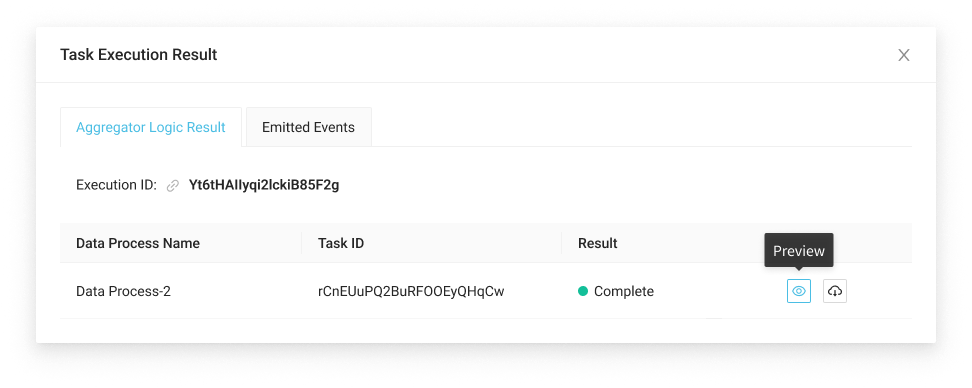 Task Execution Result
Aggregator Logic Result Emitted Events
Execution ID: Yt6tHAIIyqi2lckiB85F2g
Data Process Name Task ID Result
Preview
Data Process-2 rCnEUuPQ2BuRFOOEyQHqCw Complete